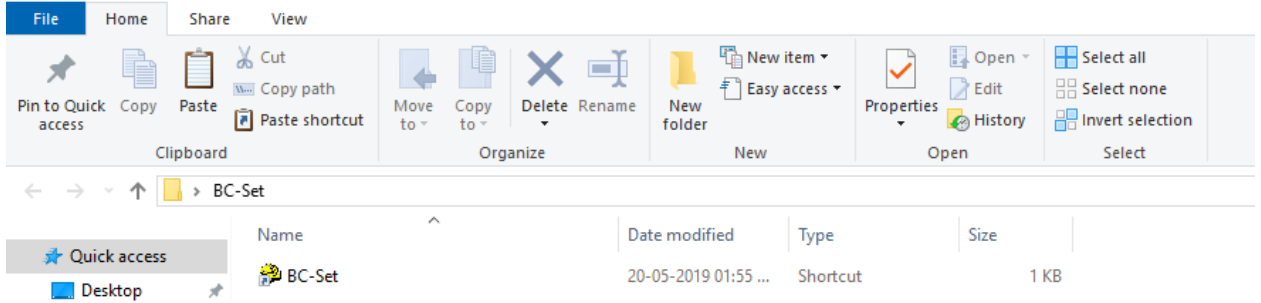 File Home Share View
Pin to Quick access
Copy
Paste
Cut
Copy path
Paste shortcut
Clipboard
Move to
Copy to
Delete
Rename
Organize
New folder
New item
Easy access
New
Properties
Open
Edit
History
Open
Select all
Select none
Invert selection
Select
BC-Set
Name Date modified Type Size
Quick access
BC-Set 20-05-2019 01:55 ... Shortcut 1 KB
Desktop